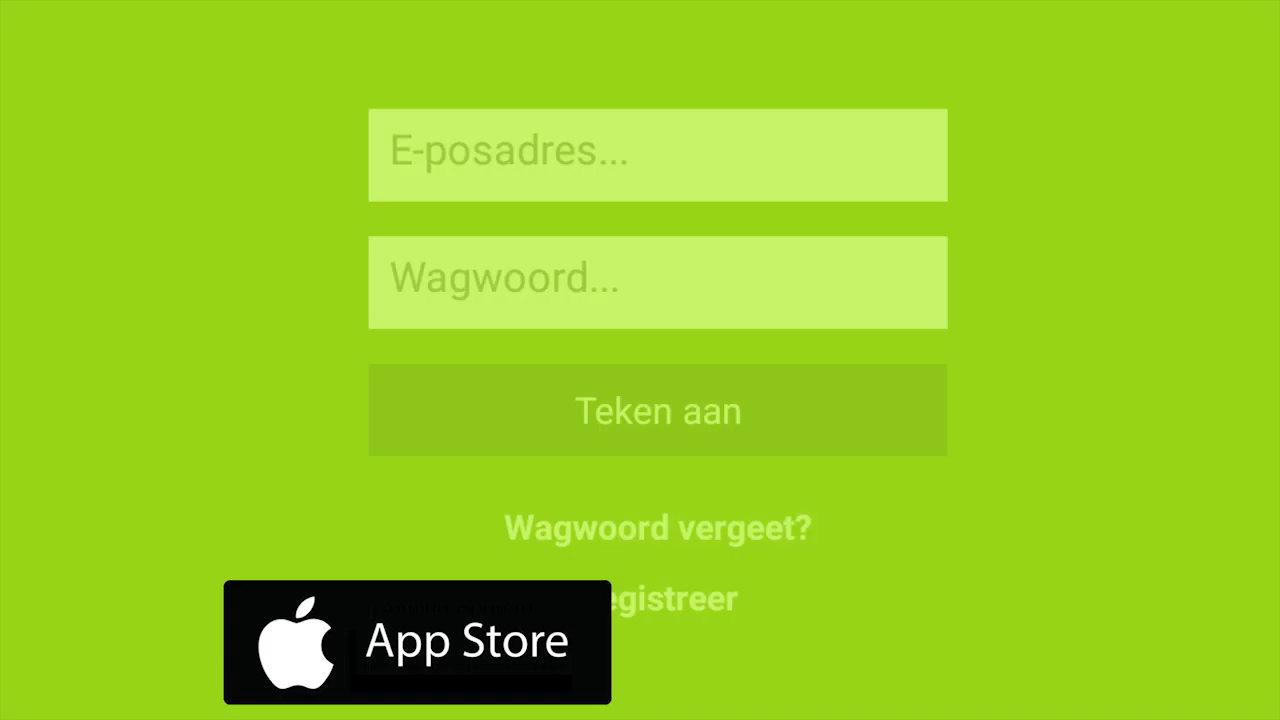 E-posadres...
Wagwoord...
Teken aan
Wagwoord vergeet?
egistreer
App Store